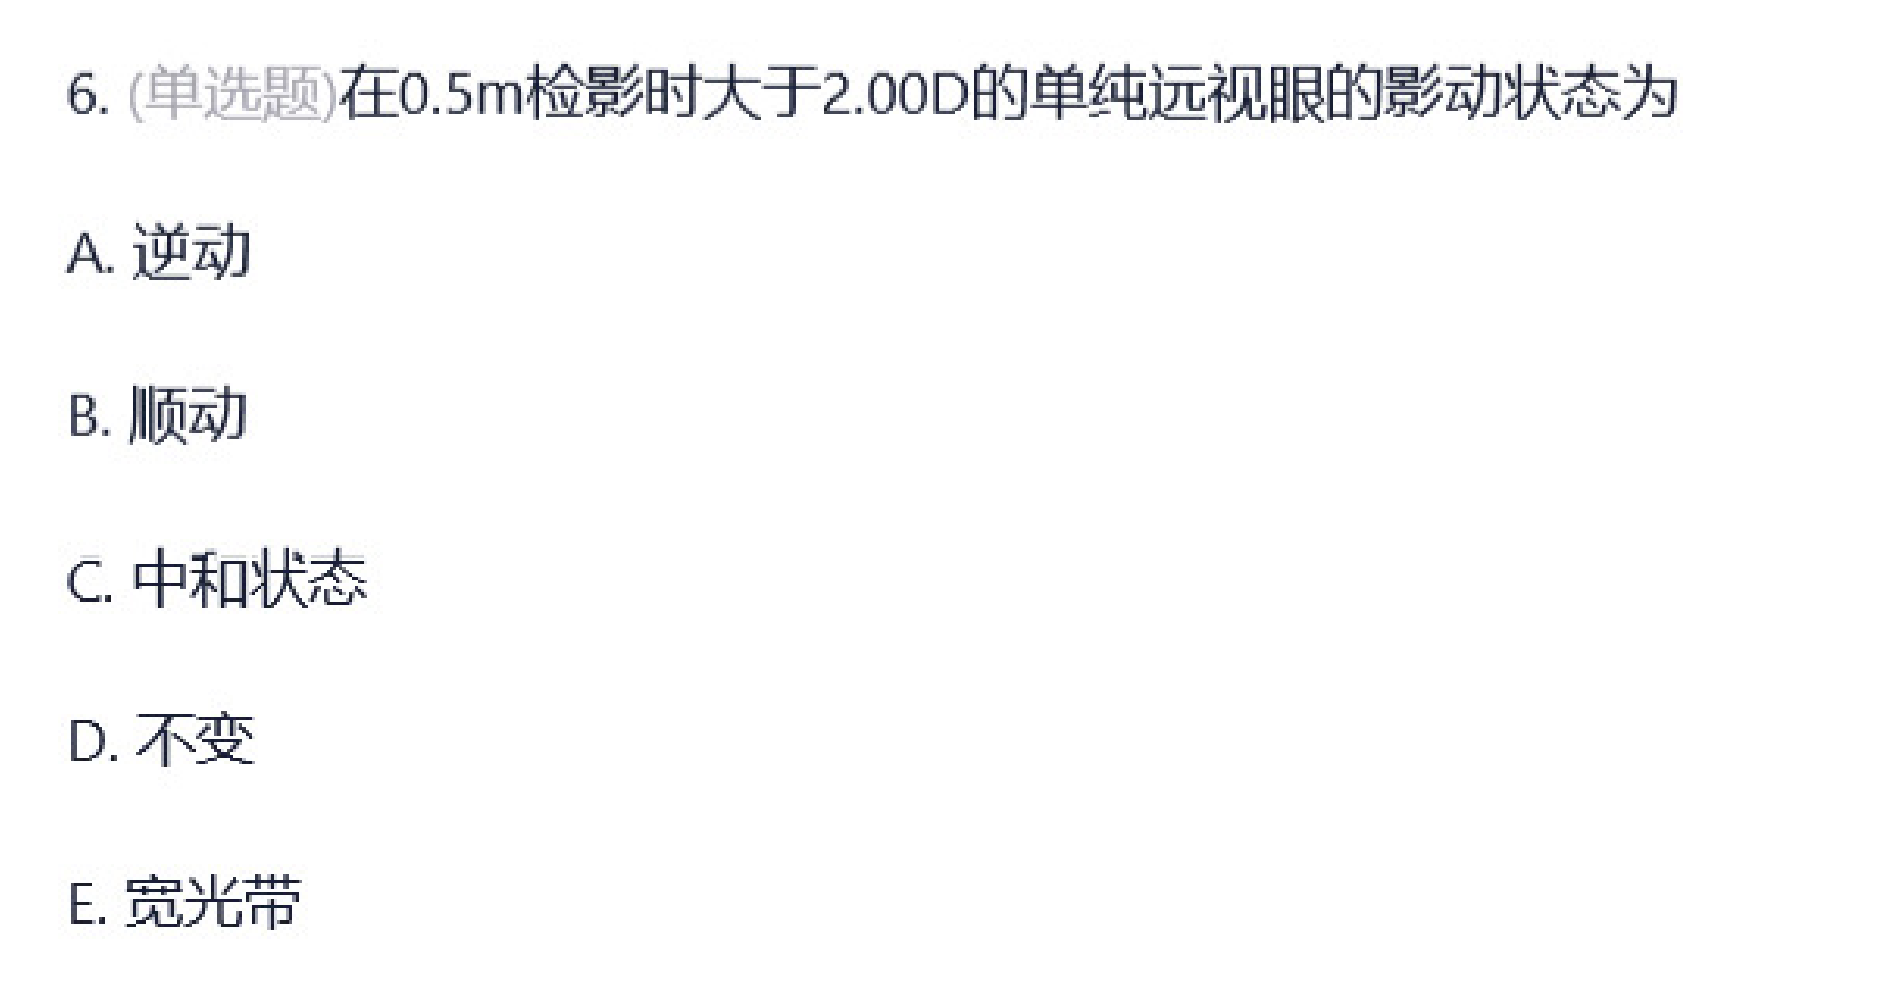 6. (单选题)在0.5m检影时大于2.00D的单纯远视眼的影动状态为
A. 逆动
B. 顺动
C. 中和状态
D. 不变
E. 宽光带